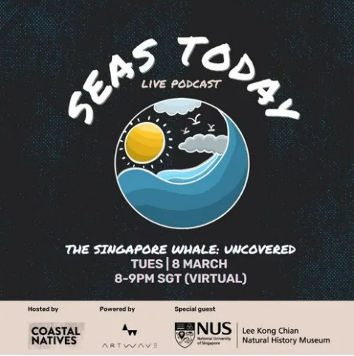 SEAS TODAY
LIVE PODCAST
THE SINGAPORE WHALE: UNCOVERED
TUES | 8 MARCH
8-9PM SGT (VIRTUAL)
Hosted by
Powered by
Special guest
COASTAL
NATIVES
ARTWAVE
NUS
National University
of Singapore
Lee Kong Chian
Natural History Museum